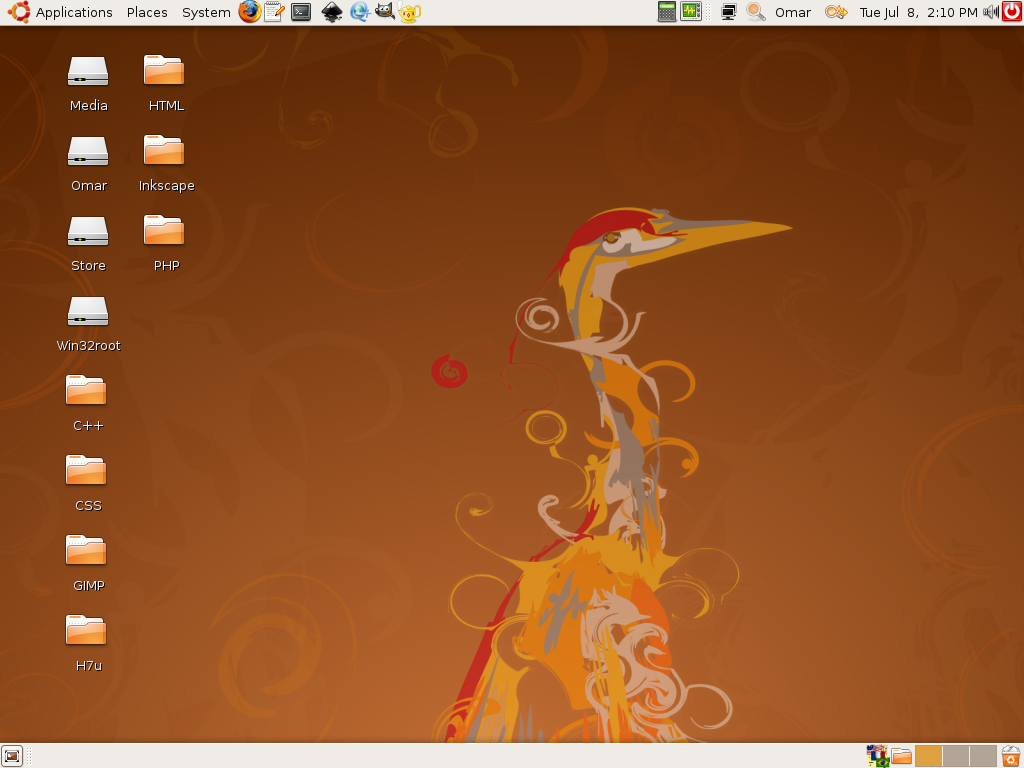 Applications Places System Omar Tue Jul 8, 2:10 PM
Media HTML
Omar Inkscape
Store PHP
Win32root
C++
CSS
GIMP
H7u